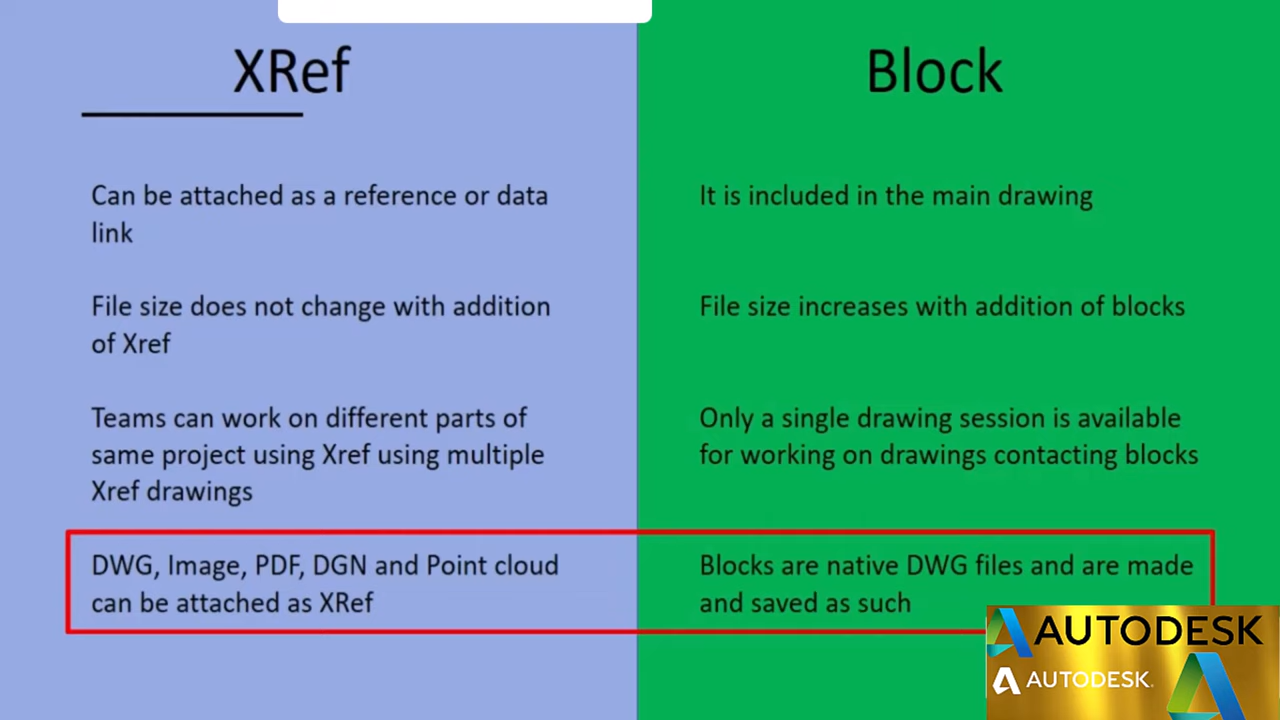 XRef
Can be attached as a reference or data
link
File size does not change with addition
of Xref
Teams can work on different parts of
same project using Xref using multiple
Xref drawings
DWG, Image, PDF, DGN and Point cloud
can be attached as XRef
Block
It is included in the main drawing
File size increases with addition of blocks
Only a single drawing session is available
for working on drawings contacting blocks
Blocks are native DWG files and are made
and saved as such
AUTODESK
AUTODESK.